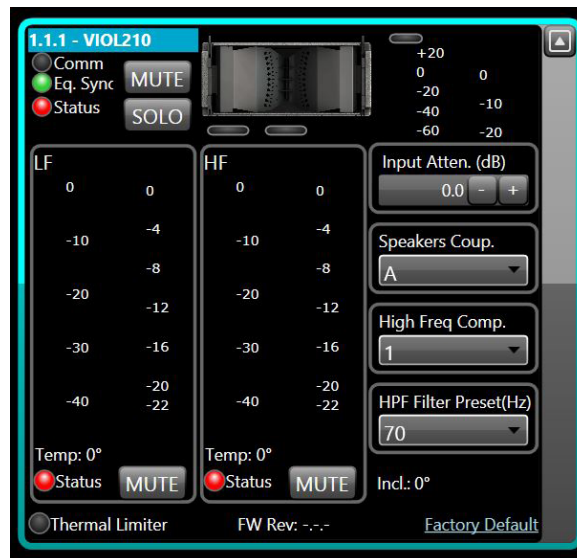 1.1.1 - VIOL210
Comm
Eq. Sync
MUTE
Status
SOLO
+20
0 0
-20
-40 -10
-60 -20
LF
0 0
-10 -4
-8
-20 -12
-30 -16
-40 -20
-22
Temp: 0°
Status MUTE
HF
0 0
-10 -4
-8
-20 -12
-30 -16
-40 -20
-22
Temp: 0°
Status MUTE
Input Atten. (dB)
0.0 - +
Speakers Coup.
A
High Freq Comp.
1
HPF Filter Preset(Hz)
70
Incl.: 0°
Thermal Limiter
FW Rev: -.-.-
Factory Default